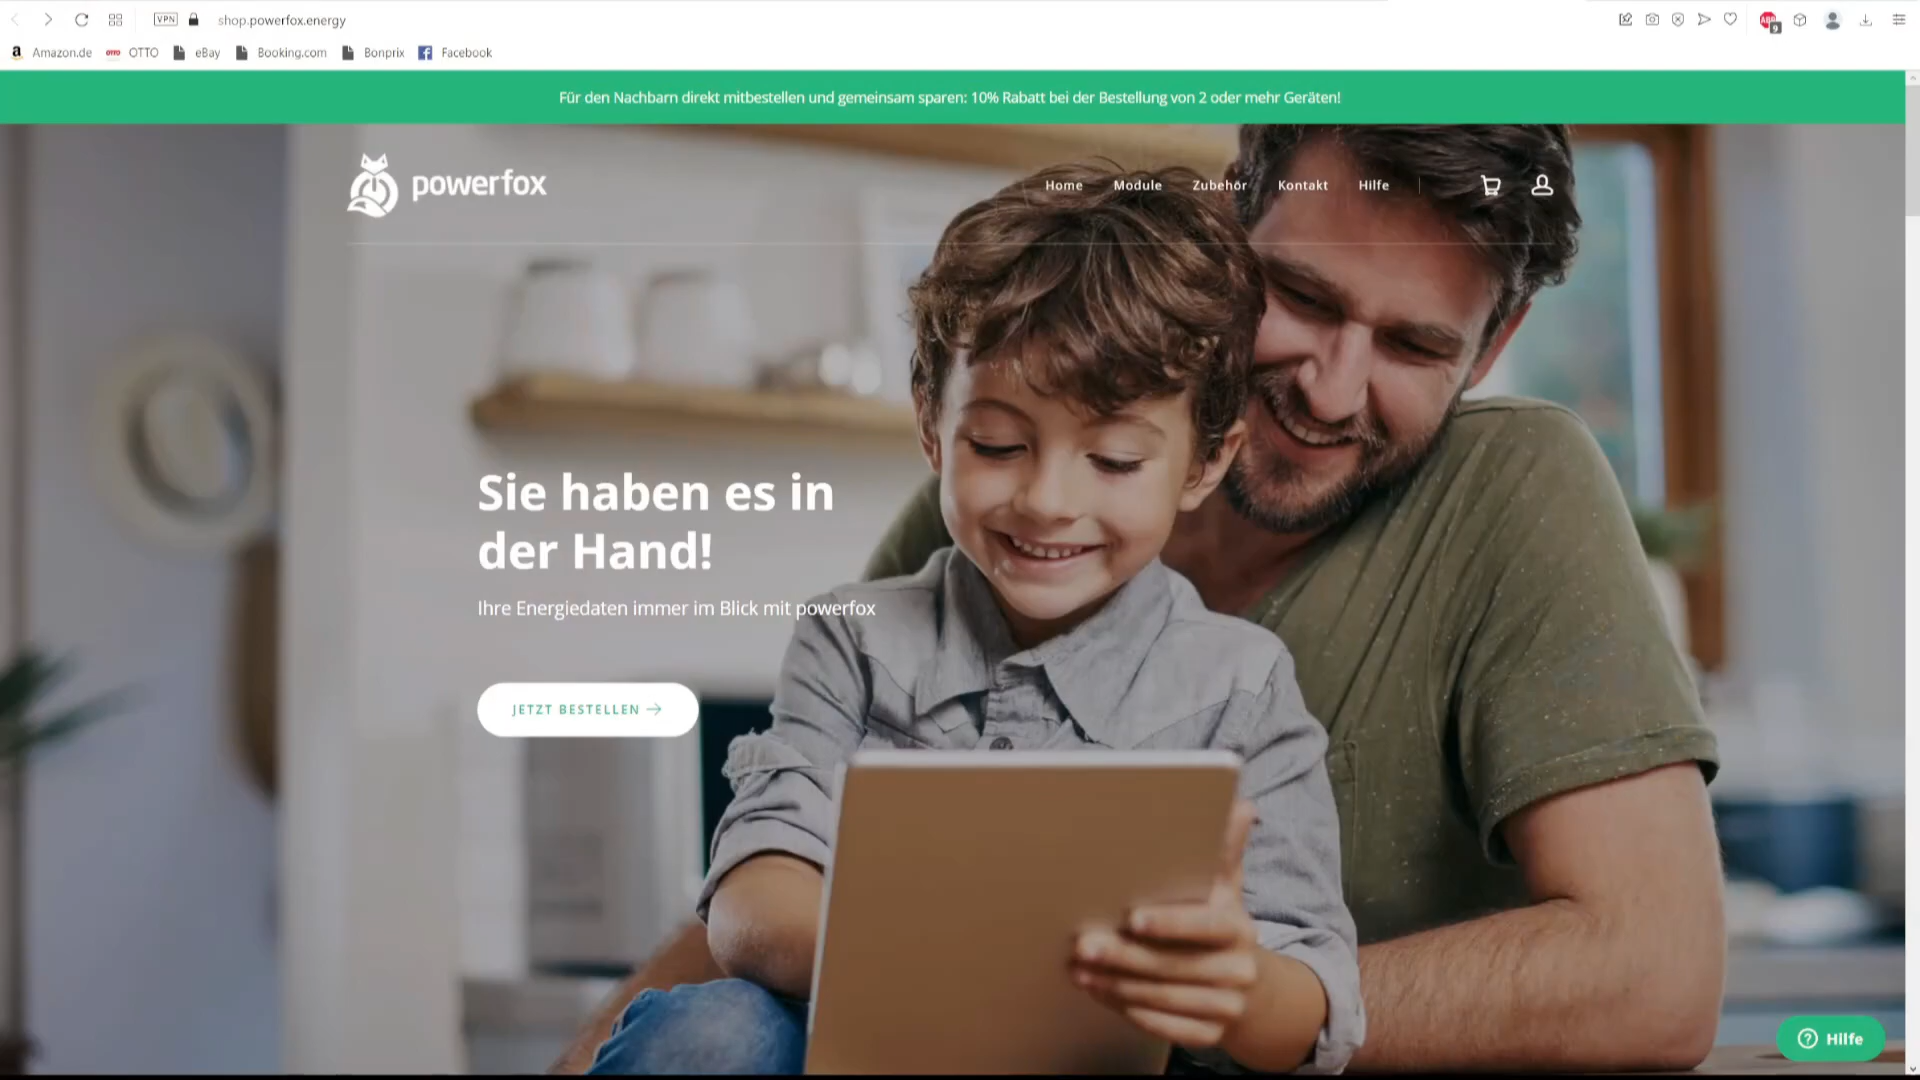 VPN
shop.powerfox.energy
Amazon.de
OTTO
eBay
Booking.com
Bonprix
Facebook
Für den Nachbarn direkt mitbestellen und gemeinsam sparen: 10% Rabatt bei der Bestellung von 2 oder mehr Geräten!
powerfox
Home
Module
Zubehör
Kontakt
Hilfe
Sie haben es in
der Hand!
Ihre Energiedaten immer im Blick mit powerfox
JETZT BESTELLEN
Hilfe